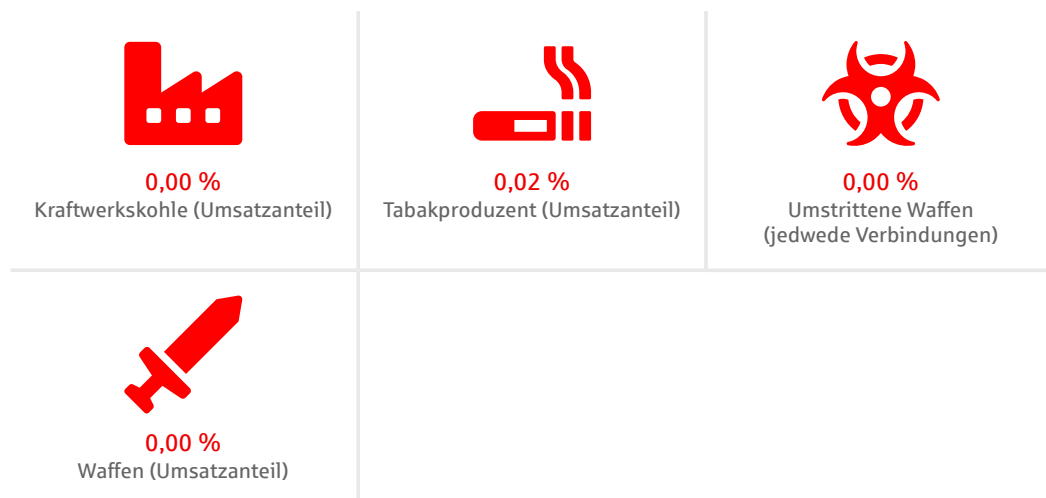 0,00 %
Kraftwerkskohle (Umsatzanteil)
0,02 %
Tabakproduzent (Umsatzanteil)
0,00 %
Umstrittene Waffen
(jedwede Verbindungen)
0,00 %
Waffen (Umsatzanteil)